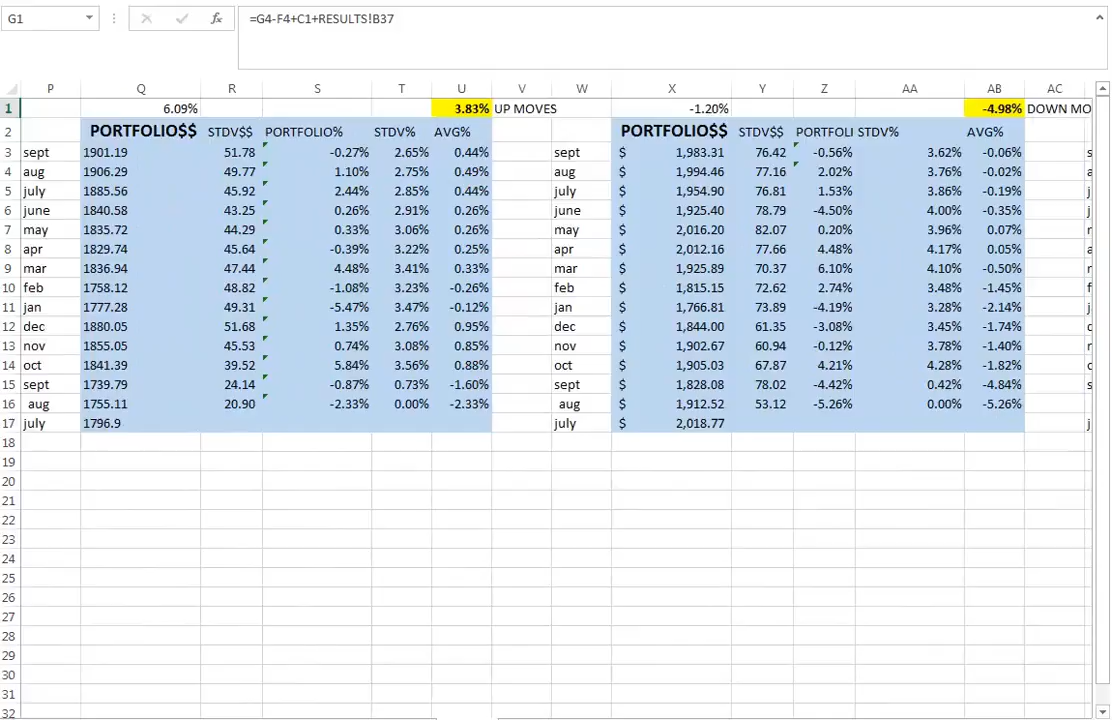 G1 =G4-F4+C1+RESULTS!B37
P Q R S T U V W X Y Z AA AB AC
1 6.09% 3.83% UP MOVES -1.20% -4.98% DOWN MO
2 PORTFOLIO$$ STDV$$ PORTFOLIO% STDV% AVG% PORTFOLIO$$ STDV$$ PORTFOLI STDV% AVG%
3 sept 1901.19 51.78 -0.27% 2.65% 0.44% sept $ 1,983.31 76.42 -0.56% 3.62% -0.06%
4 aug 1906.29 49.77 1.10% 2.75% 0.49% aug $ 1,994.46 77.16 2.02% 3.76% -0.02%
5 july 1885.56 45.92 2.44% 2.85% 0.44% july $ 1,954.90 76.81 1.53% 3.86% -0.19%
6 june 1840.58 43.25 0.26% 2.91% 0.26% june $ 1,925.40 78.79 -4.50% 4.00% -0.35%
7 may 1835.72 44.29 0.33% 3.06% 0.26% may $ 2,016.20 82.07 0.20% 3.96% 0.07%
8 apr 1829.74 45.64 -0.39% 3.22% 0.25% apr $ 2,012.16 77.66 4.48% 4.17% 0.05%
9 mar 1836.94 47.44 4.48% 3.41% 0.33% mar $ 1,925.89 70.37 6.10% 4.10% -0.50%
10 feb 1758.12 48.82 -1.08% 3.23% -0.26% feb $ 1,815.15 72.62 2.74% 3.48% -1.45%
11 jan 1777.28 49.31 -5.47% 3.47% -0.12% jan $ 1,766.81 73.89 -4.19% 3.28% -2.14%
12 dec 1880.05 51.68 1.35% 2.76% 0.95% dec $ 1,844.00 61.35 -3.08% 3.45% -1.74%
13 nov 1855.05 45.53 0.74% 3.08% 0.85% nov $ 1,902.67 60.94 -0.12% 3.78% -1.40%
14 oct 1841.39 39.52 5.84% 3.56% 0.88% oct $ 1,905.03 67.87 4.21% 4.28% -1.82%
15 sept 1739.79 24.14 -0.87% 0.73% -1.60% sept $ 1,828.08 78.02 -4.42% 0.42% -4.84%
16 aug 1755.11 20.90 -2.33% 0.00% -2.33% aug $ 1,912.52 53.12 -5.26% 0.00% -5.26%
17 july 1796.9 july $ 2,018.77
18
19
20
21
22
23
24
25
26
27
28
29
30
31
32